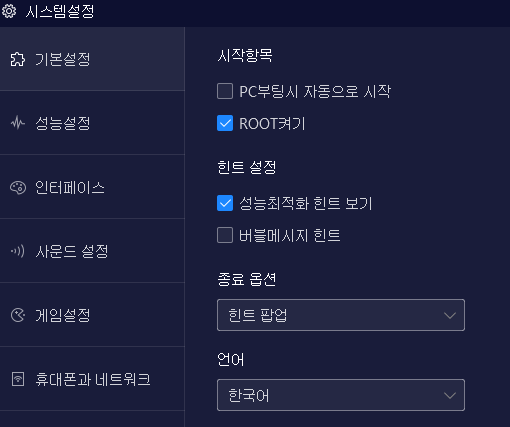 시스템설정
기본설정
성능설정
인터페이스
사운드 설정
게임설정
휴대폰과 네트워크
시작항목
PC부팅시 자동으로 시작
ROOT켜기
힌트 설정
성능최적화 힌트 보기
버블메시지 힌트
종료 옵션
힌트 팝업
언어
한국어